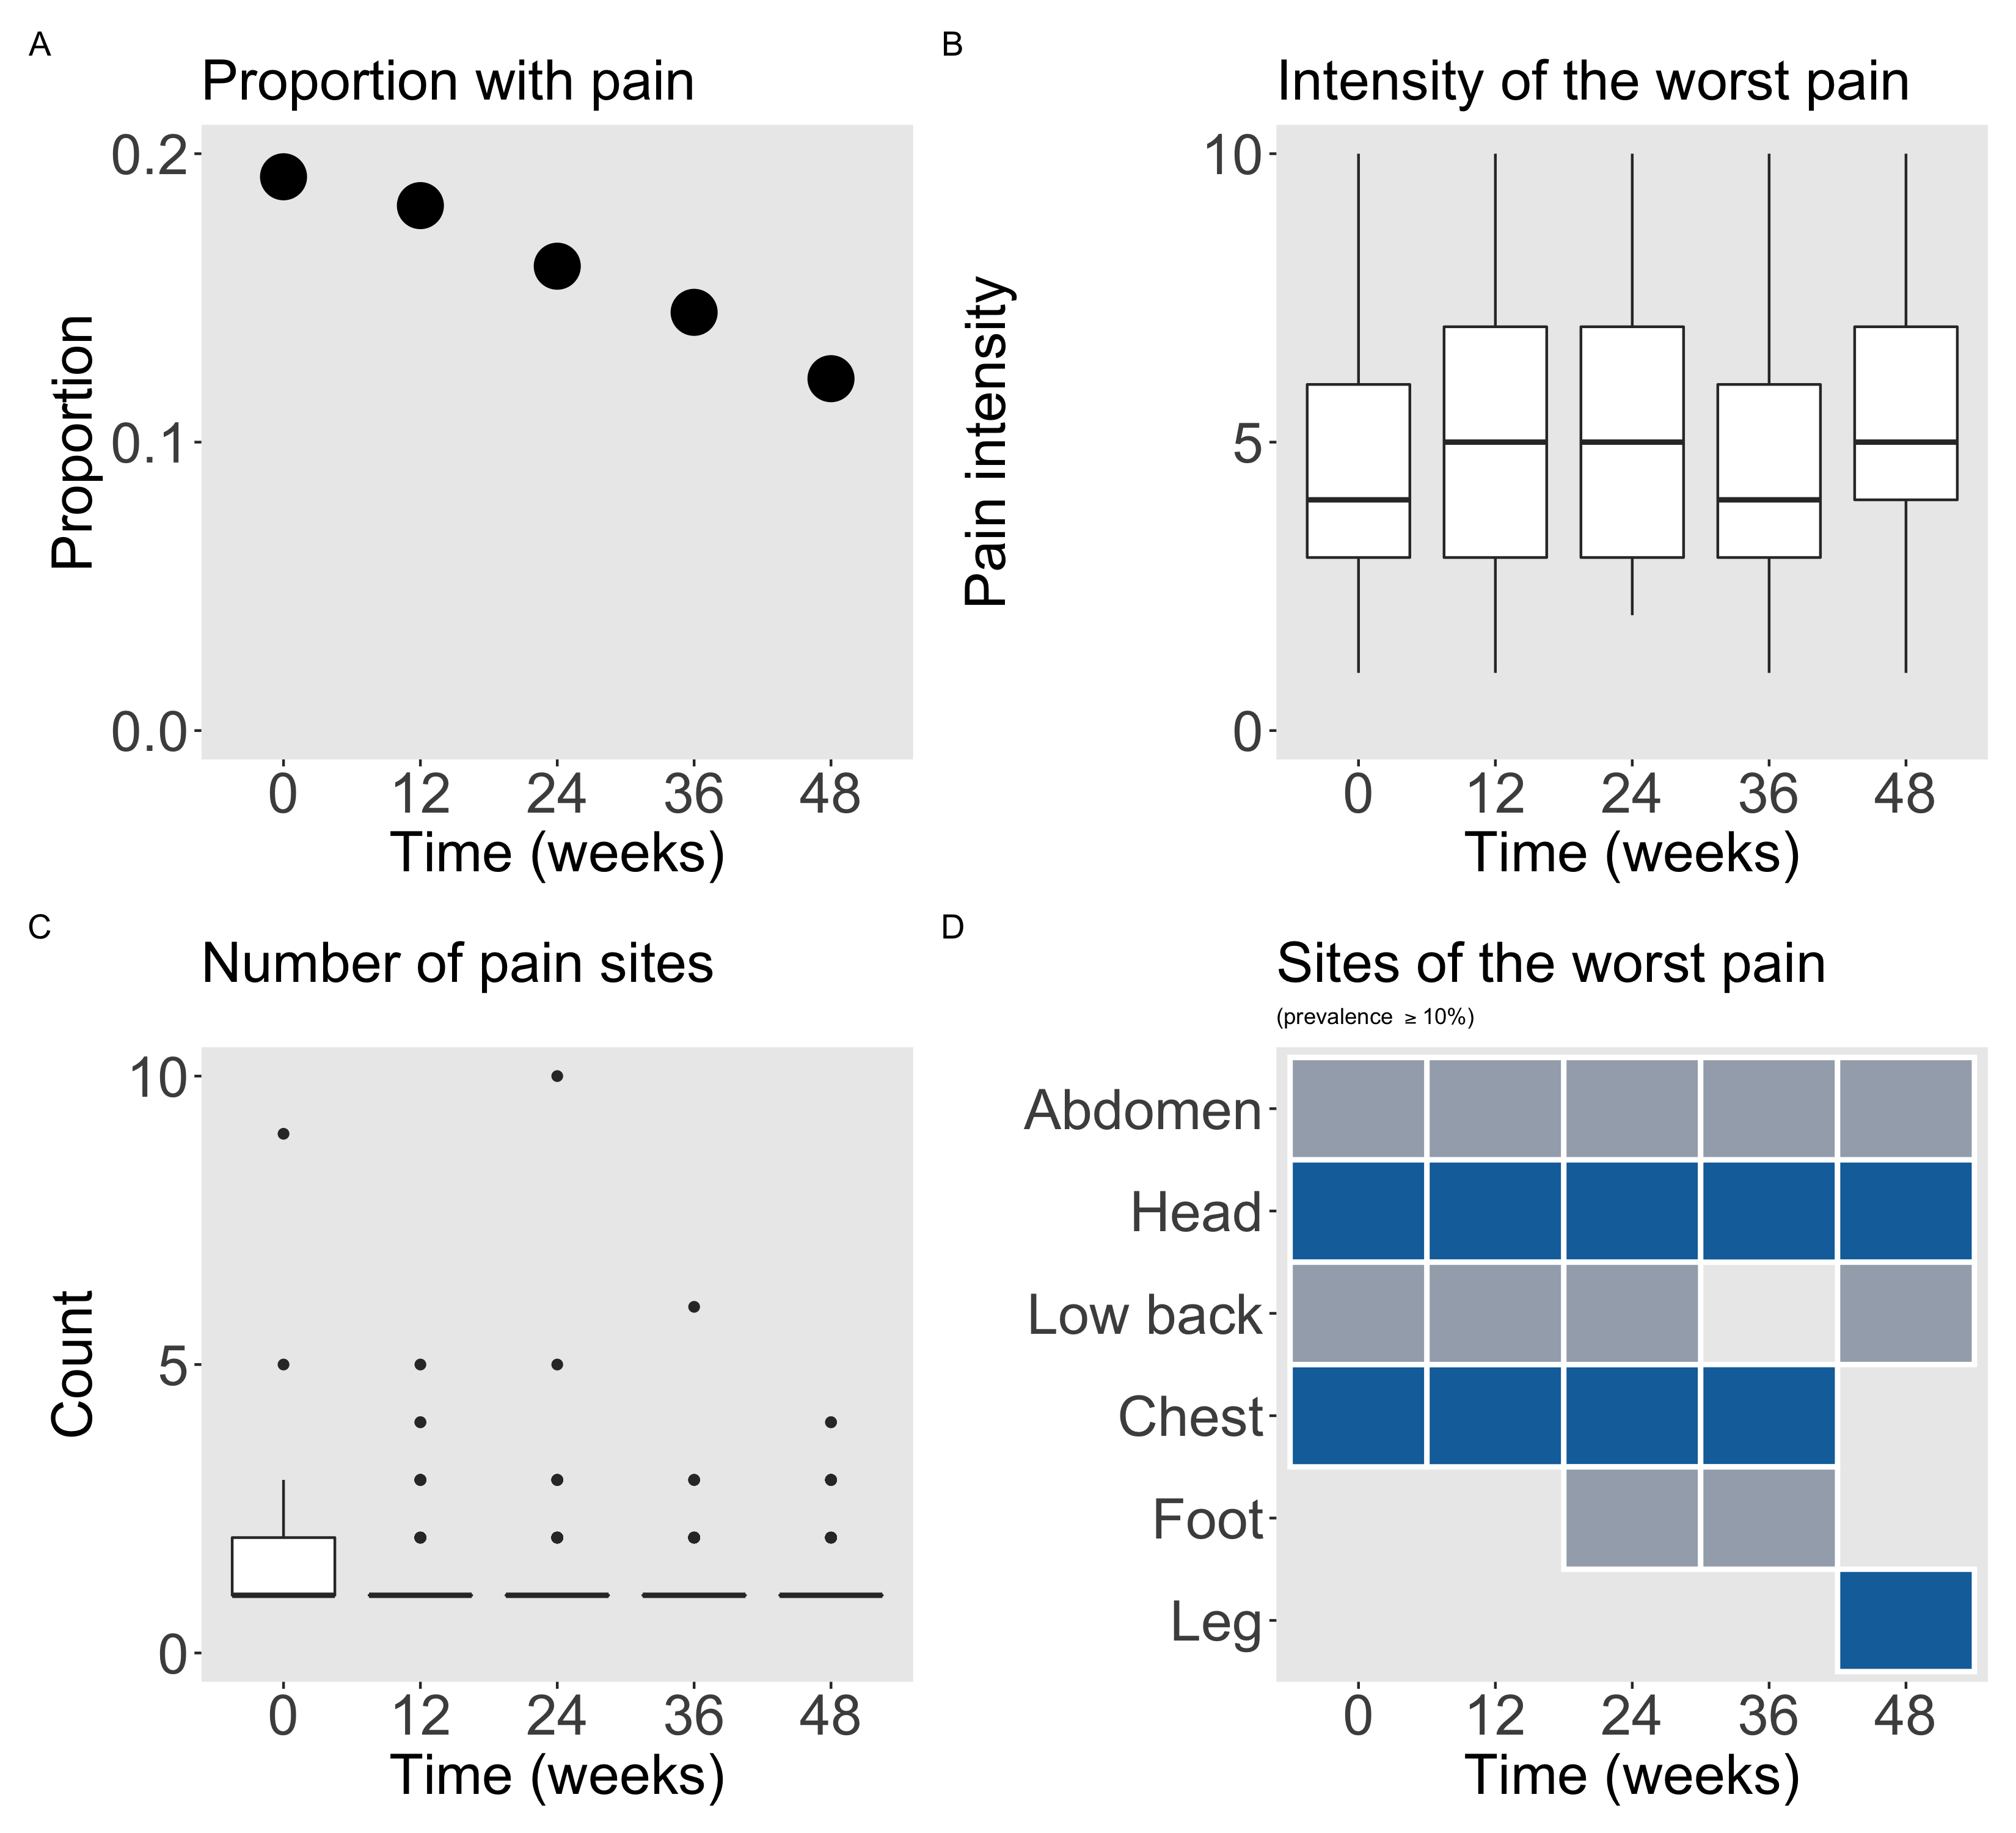 A
Proportion with pain
0.2
0.1
0.0
Proportion
0 12 24 36 48
Time (weeks)
B
Intensity of the worst pain
10
5
0
Pain intensity
0 12 24 36 48
Time (weeks)
C
Number of pain sites
10
5
0
Count
0 12 24 36 48
Time (weeks)
D
Sites of the worst pain
(prevalence ≥ 10%)
Abdomen
Head
Low back
Chest
Foot
Leg
0 12 24 36 48
Time (weeks)